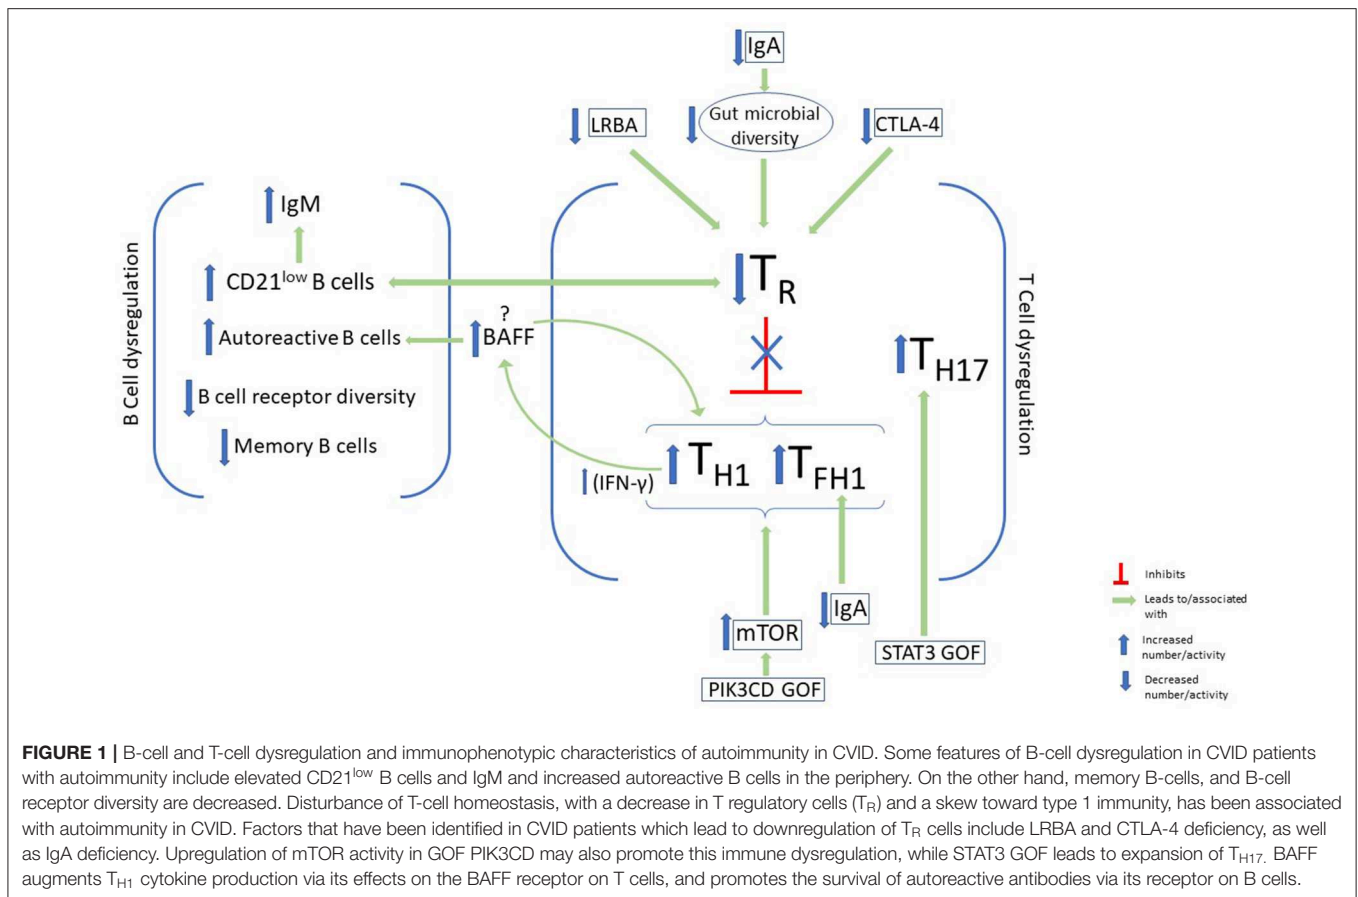 IgA
LRBA
Gut microbial
diversity
CTLA-4
B Cell dysregulation
IgM
CD21low B cells
Autoreactive B cells
B cell receptor diversity
Memory B cells
?
BAFF
(IFN-γ)
TR
TH1
TFH1
TH17
T Cell dysregulation
mTOR
IgA
PIK3CD GOF
STAT3 GOF
Inhibits
Leads to/associated
with
Increased
number/activity
Decreased
number/activity
FIGURE 1 | B-cell and T-cell dysregulation and immunophenotypic characteristics of autoimmunity in CVID. Some features of B-cell dysregulation in CVID patients
with autoimmunity include elevated CD21low B cells and IgM and increased autoreactive B cells in the periphery. On the other hand, memory B-cells, and B-cell
receptor diversity are decreased. Disturbance of T-cell homeostasis, with a decrease in T regulatory cells (TR) and a skew toward type 1 immunity, has been associated
with autoimmunity in CVID. Factors that have been identified in CVID patients which lead to downregulation of TR cells include LRBA and CTLA-4 deficiency, as well
as IgA deficiency. Upregulation of mTOR activity in GOF PIK3CD may also promote this immune dysregulation, while STAT3 GOF leads to expansion of TH17. BAFF
augments TH1 cytokine production via its effects on the BAFF receptor on T cells, and promotes the survival of autoreactive antibodies via its receptor on B cells.